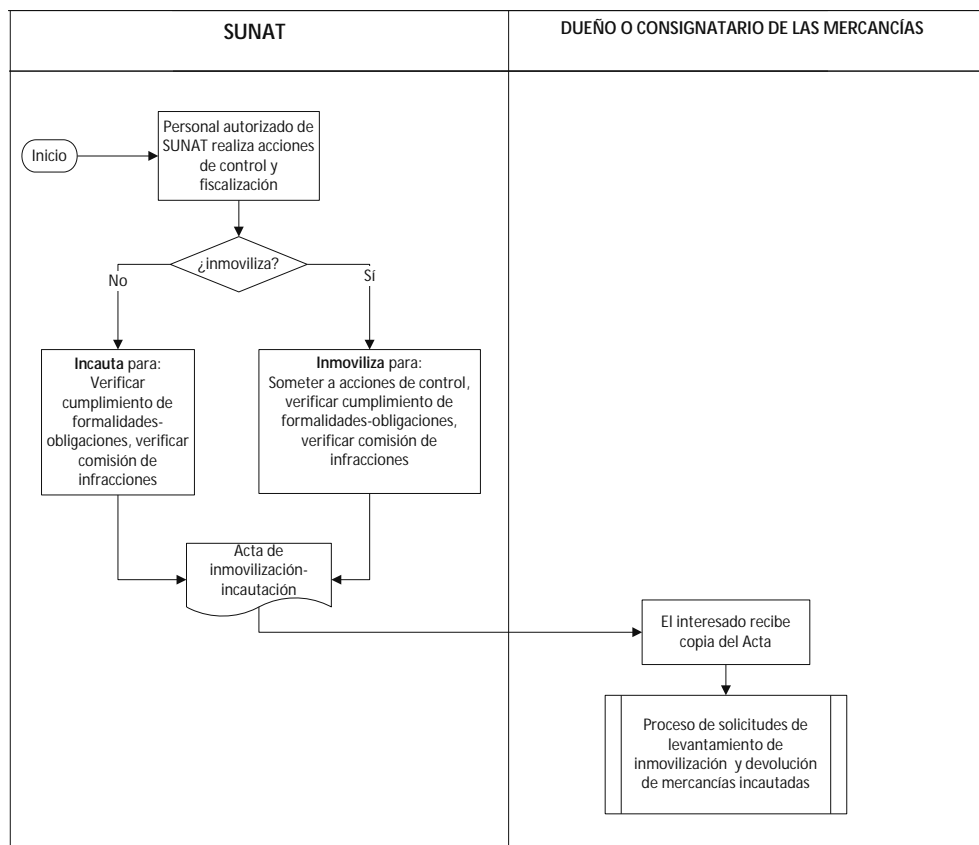 SUNAT
DUEÑO O CONSIGNATARIO DE LAS MERCANCÍAS
Inicio
Personal autorizado de
SUNAT realiza acciones
de control y
fiscalización
¿inmoviliza?
No
Sí
Incauta para:
Verificar
cumplimiento de
formalidades-
obligaciones, verificar
comisión de
infracciones
Inmoviliza para:
Someter a acciones de control,
verificar cumplimiento de
formalidades-obligaciones,
verificar comisión de
infracciones
Acta de
inmovilización-
incautación
El interesado recibe
copia del Acta
Proceso de solicitudes de
levantamiento de
inmovilización y devolución
de mercancías incautadas